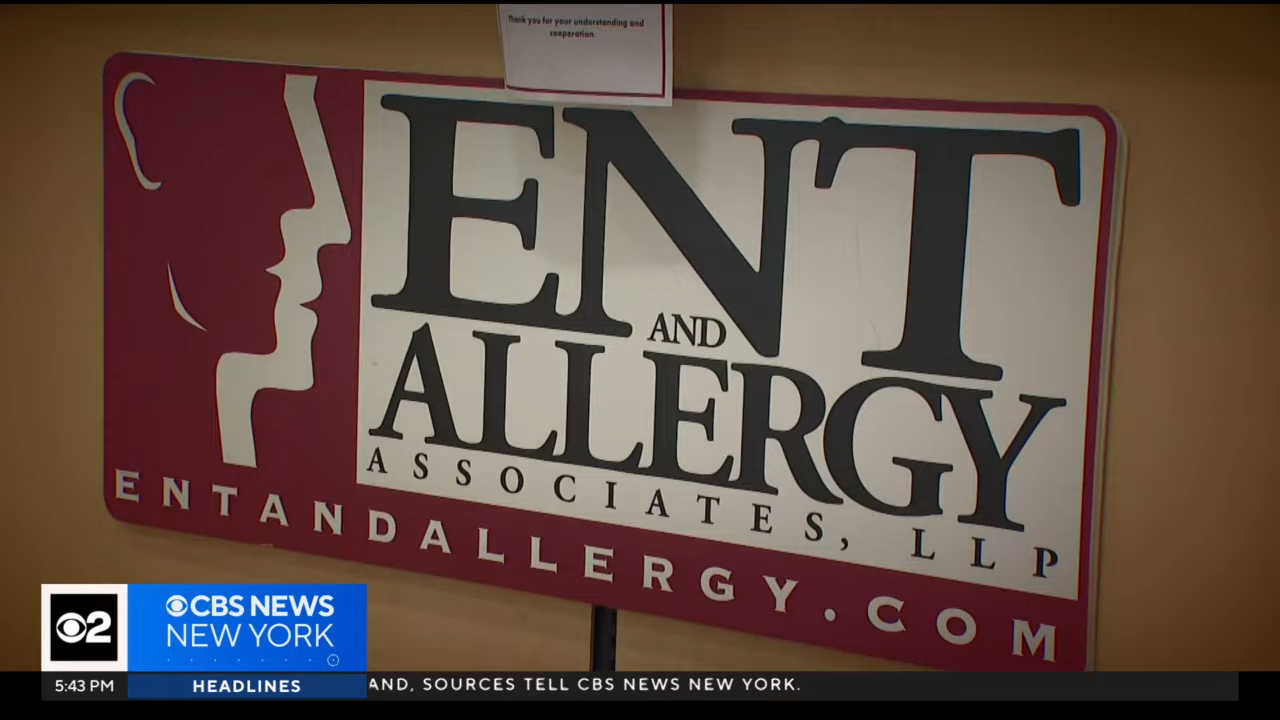 Thank you for your understanding and
cooperation.
ENT
AND
ALLERGY
ASSOCIATES, LLP
ENTANDALLERGY.COM
2
CBS NEWS
NEW YORK
5:43 PM
HEADLINES
AND, SOURCES TELL CBS NEWS NEW YORK.